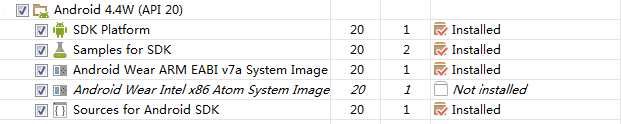 Android 4.4W (API 20)
SDK Platform 20 1 Installed
Samples for SDK 20 2 Installed
Android Wear ARM EABI v7a System Image 20 1 Installed
Android Wear Intel x86 Atom System Image 20 1 Not installed
Sources for Android SDK 20 1 Installed